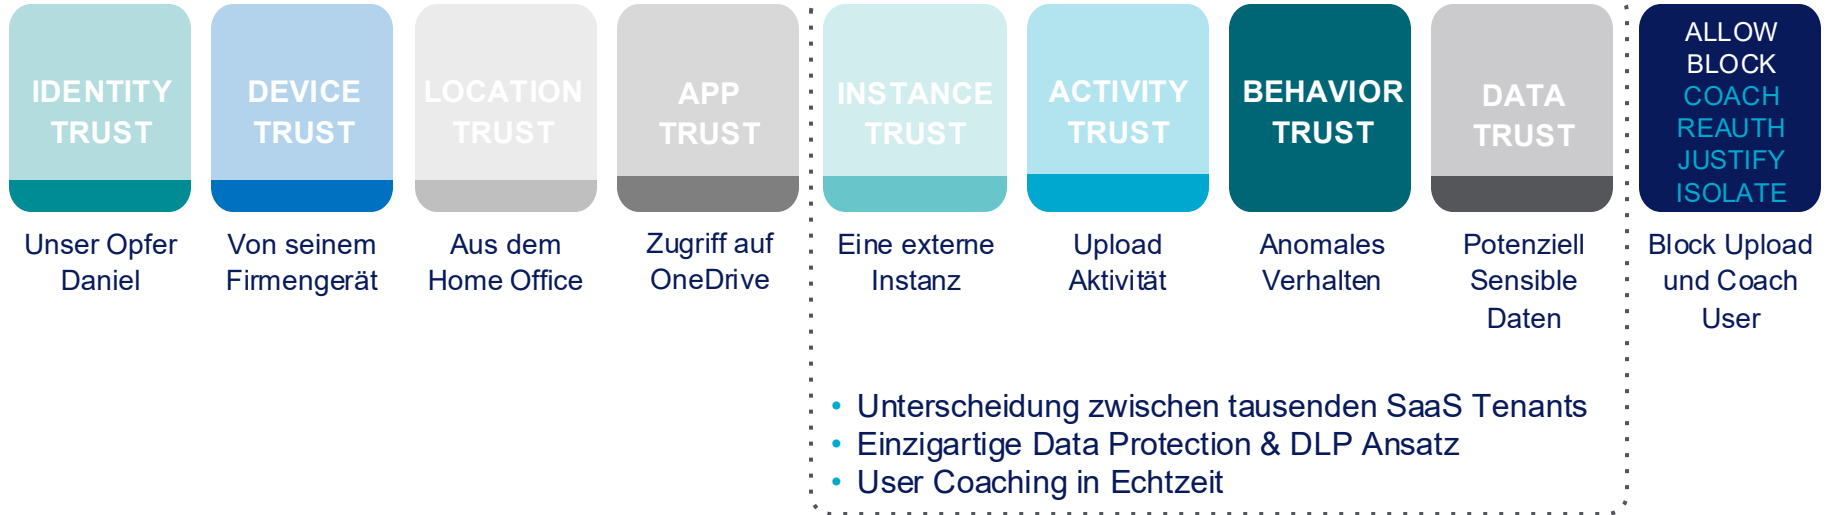 IDENTITY
TRUST
Unser Opfer
Daniel
DEVICE
TRUST
Von seinem
Firmengerät
LOCATION
TRUST
Aus dem
Home Office
APP
TRUST
Zugriff auf
OneDrive
INSTANCE
TRUST
Eine externe
Instanz
ACTIVITY
TRUST
Upload
Aktivität
BEHAVIOR
TRUST
Anomales
Verhalten
DATA
TRUST
Potenziell
Sensible
Daten
ALLOW
BLOCK
COACH
REAUTH
JUSTIFY
ISOLATE
Block Upload
und Coach
User
• Unterscheidung zwischen tausenden SaaS Tenants
• Einzigartige Data Protection & DLP Ansatz
• User Coaching in Echtzeit